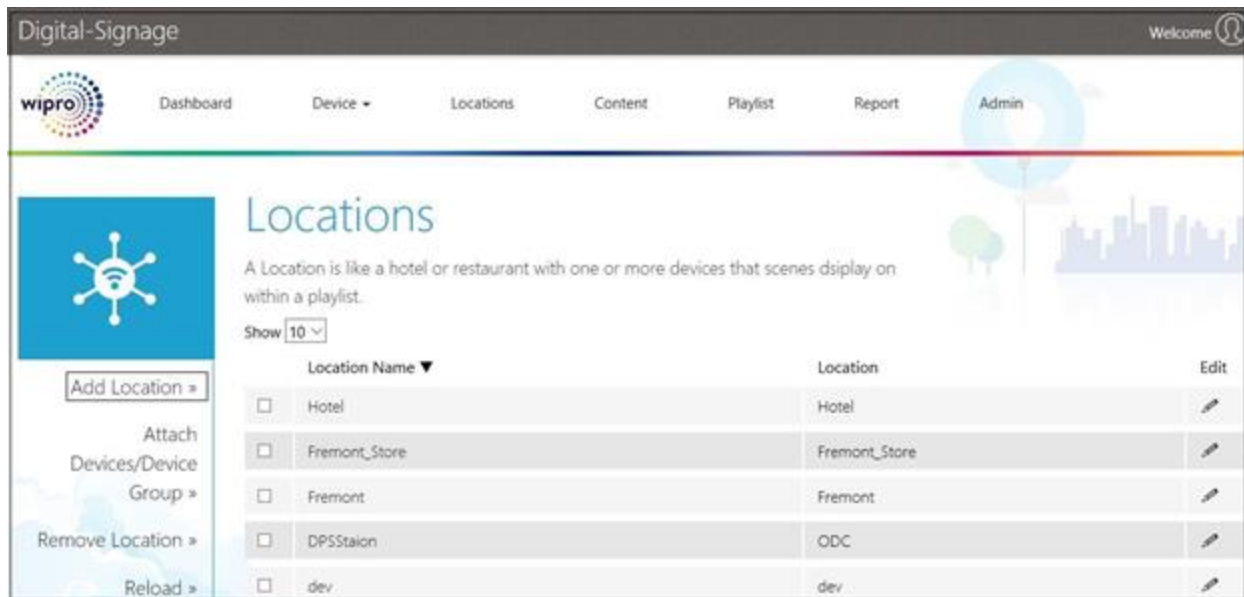 Digital-Signage
Welcome
wipro
Dashboard
Device
Locations
Content
Playlist
Report
Admin
Locations
A Location is like a hotel or restaurant with one or more devices that scenes dsiplay on
within a playlist.
Show 10
Add Location »
Attach
Devices/Device
Group »
Remove Location »
Reload »
Location Name ▼ Location Edit
Hotel Hotel
Fremont_Store Fremont_Store
Fremont Fremont
DPSStaion ODC
dev dev